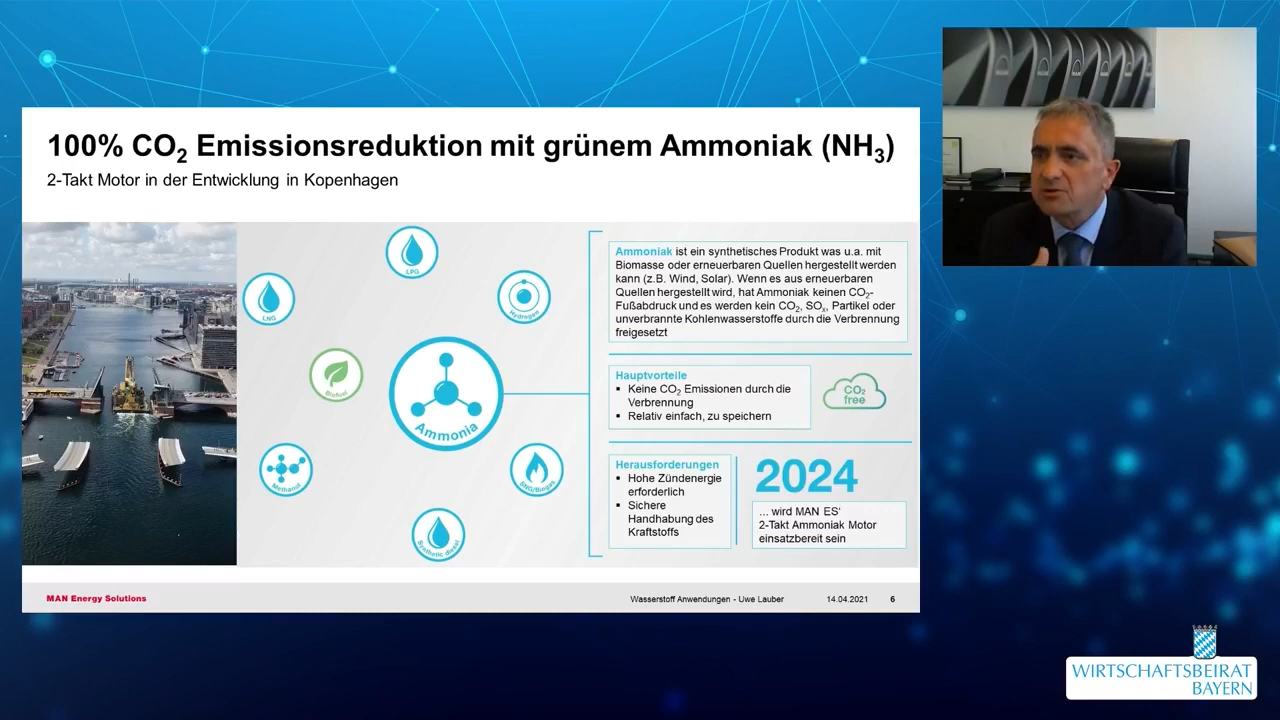 100% CO₂ Emissionsreduktion mit grünem Ammoniak (NH₃)
2-Takt Motor in der Entwicklung in Kopenhagen
LPG
LNG
Hydrogen
Biofuel
Ammonia
Methanol
SNG/Biogas
Synthetic diesel
Ammoniak ist ein synthetisches Produkt was u.a. mit
Biomasse oder erneuerbaren Quellen hergestellt werden
kann (z.B. Wind, Solar). Wenn es aus erneuerbaren
Quellen hergestellt wird, hat Ammoniak keinen CO₂-
Fußabdruck und es werden kein CO₂, SOₓ, Partikel oder
unverbrannte Kohlenwasserstoffe durch die Verbrennung
freigesetzt
Hauptvorteile
▪ Keine CO₂ Emissionen durch die
Verbrennung
▪ Relativ einfach, zu speichern
CO₂
free
Herausforderungen
▪ Hohe Zündenergie
erforderlich
▪ Sichere
Handhabung des
Kraftstoffs
2024
... wird MAN ES'
2-Takt Ammoniak Motor
einsatzbereit sein
MAN Energy Solutions
Wasserstoff Anwendungen - Uwe Lauber
14.04.2021
6
WIRTSCHAFTSBEIRAT
BAYERN